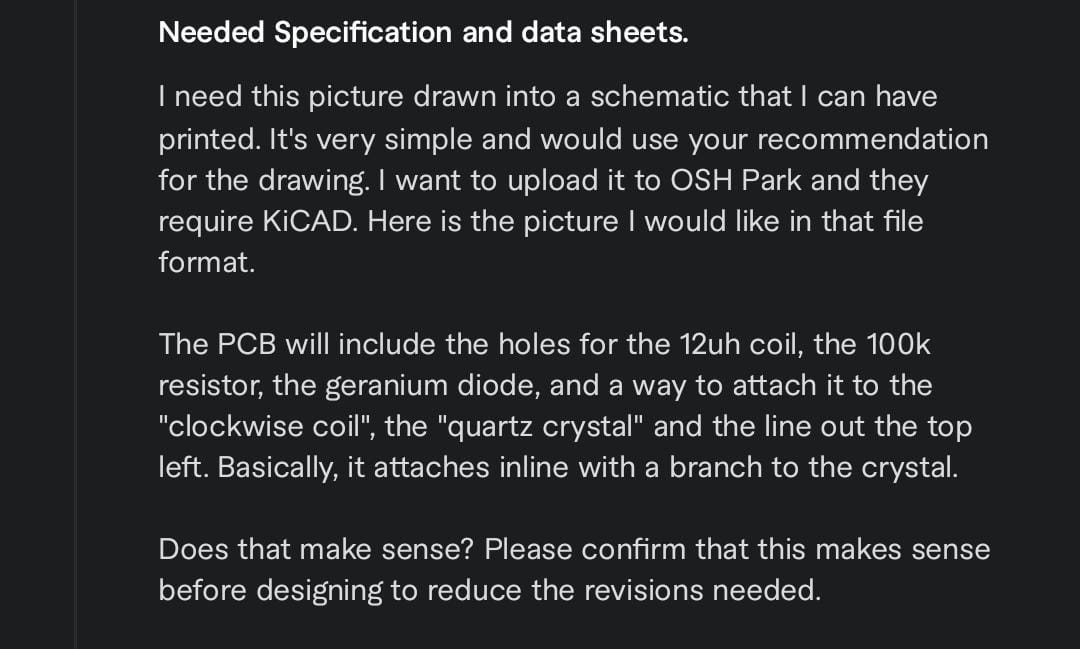 Needed Specification and data sheets.
I need this picture drawn into a schematic that I can have
printed. It's very simple and would use your recommendation
for the drawing. I want to upload it to OSH Park and they
require KiCAD. Here is the picture I would like in that file
format.
The PCB will include the holes for the 12uh coil, the 100k
resistor, the geranium diode, and a way to attach it to the
"clockwise coil", the "quartz crystal" and the line out the top
left. Basically, it attaches inline with a branch to the crystal.
Does that make sense? Please confirm that this makes sense
before designing to reduce the revisions needed.